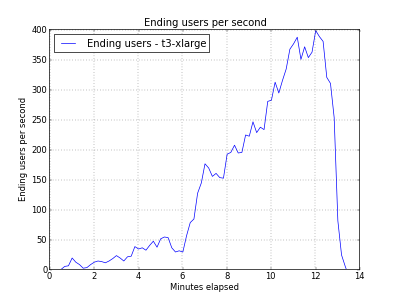 Ending users per second
Ending users - t3-xlarge
Ending users per second
400
350
300
250
200
150
100
50
0
0 2 4 6 8 10 12 14
Minutes elapsed